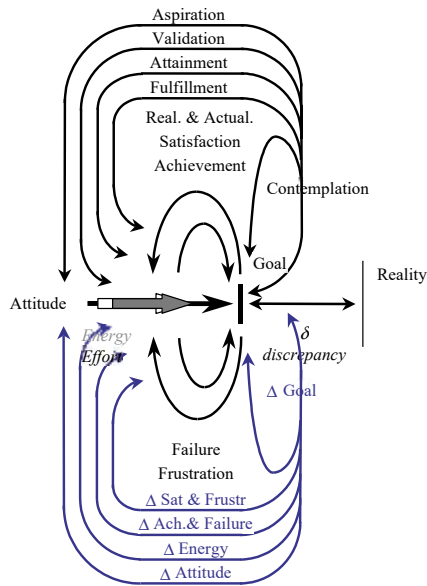 Aspiration
Validation
Attainment
Fulfillment
Real. & Actual.
Satisfaction
Achievement
Contemplation
Goal
Reality
Attitude
Energy
Effort
δ
discrepancy
Δ Goal
Failure
Frustration
Δ Sat & Frustr
Δ Ach.& Failure
Δ Energy
Δ Attitude